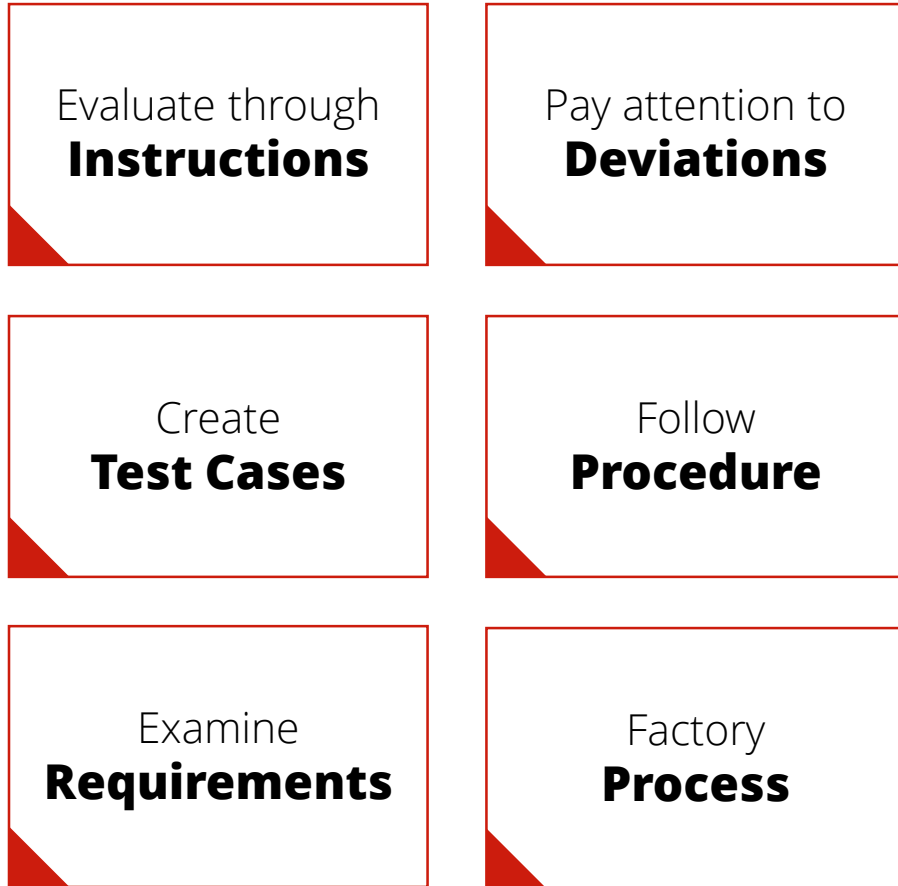 Evaluate through
Instructions
Pay attention to
Deviations
Create
Test Cases
Follow
Procedure
Examine
Requirements
Factory
Process